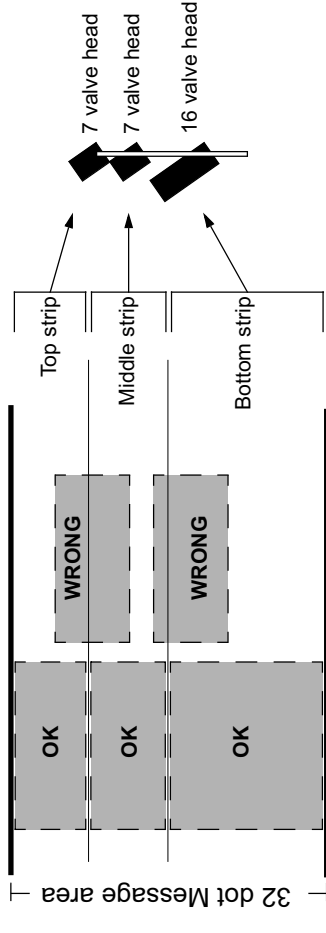 32 dot Message area
OK
OK
OK
WRONG
WRONG
Top strip
Middle strip
Bottom strip
7 valve head
7 valve head
16 valve head